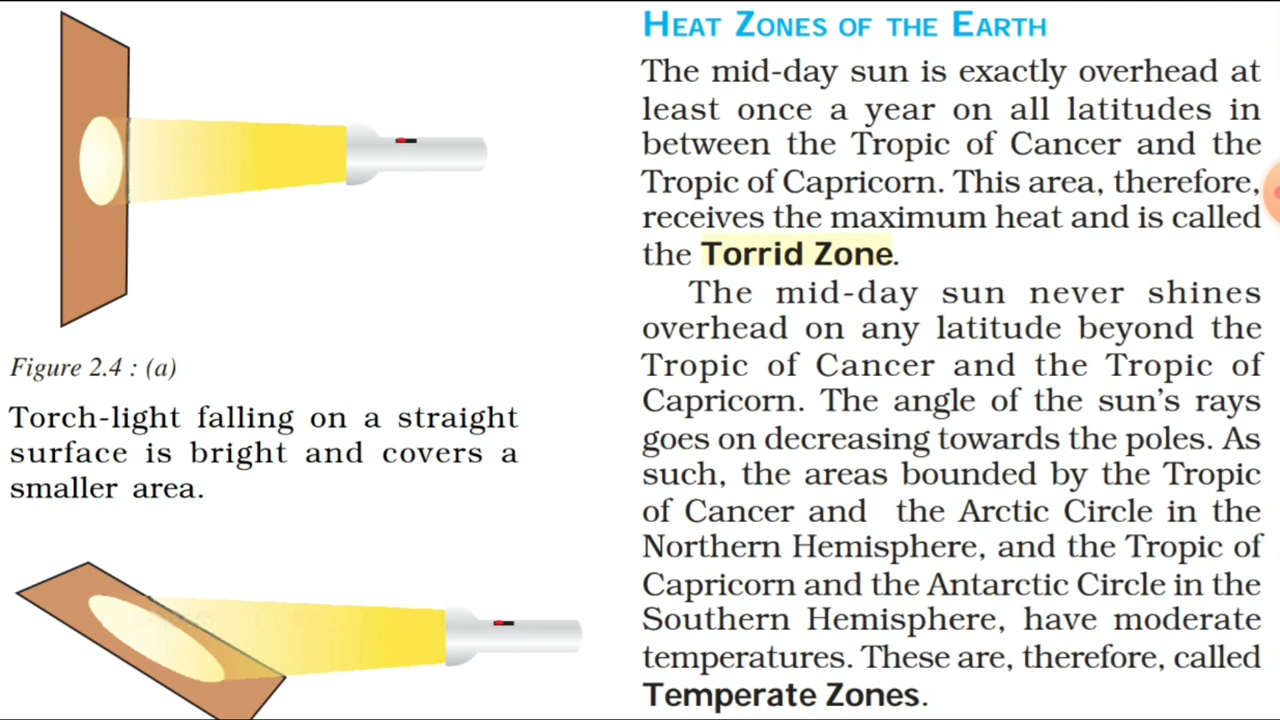 Figure 2.4 : (a)
Torch-light falling on a straight
surface is bright and covers a
smaller area.
HEAT ZONES OF THE EARTH
The mid-day sun is exactly overhead at
least once a year on all latitudes in
between the Tropic of Cancer and the
Tropic of Capricorn. This area, therefore,
receives the maximum heat and is called
the Torrid Zone.
The mid-day sun never shines
overhead on any latitude beyond the
Tropic of Cancer and the Tropic of
Capricorn. The angle of the sun's rays
goes on decreasing towards the poles. As
such, the areas bounded by the Tropic
of Cancer and the Arctic Circle in the
Northern Hemisphere, and the Tropic of
Capricorn and the Antarctic Circle in the
Southern Hemisphere, have moderate
temperatures. These are, therefore, called
Temperate Zones.